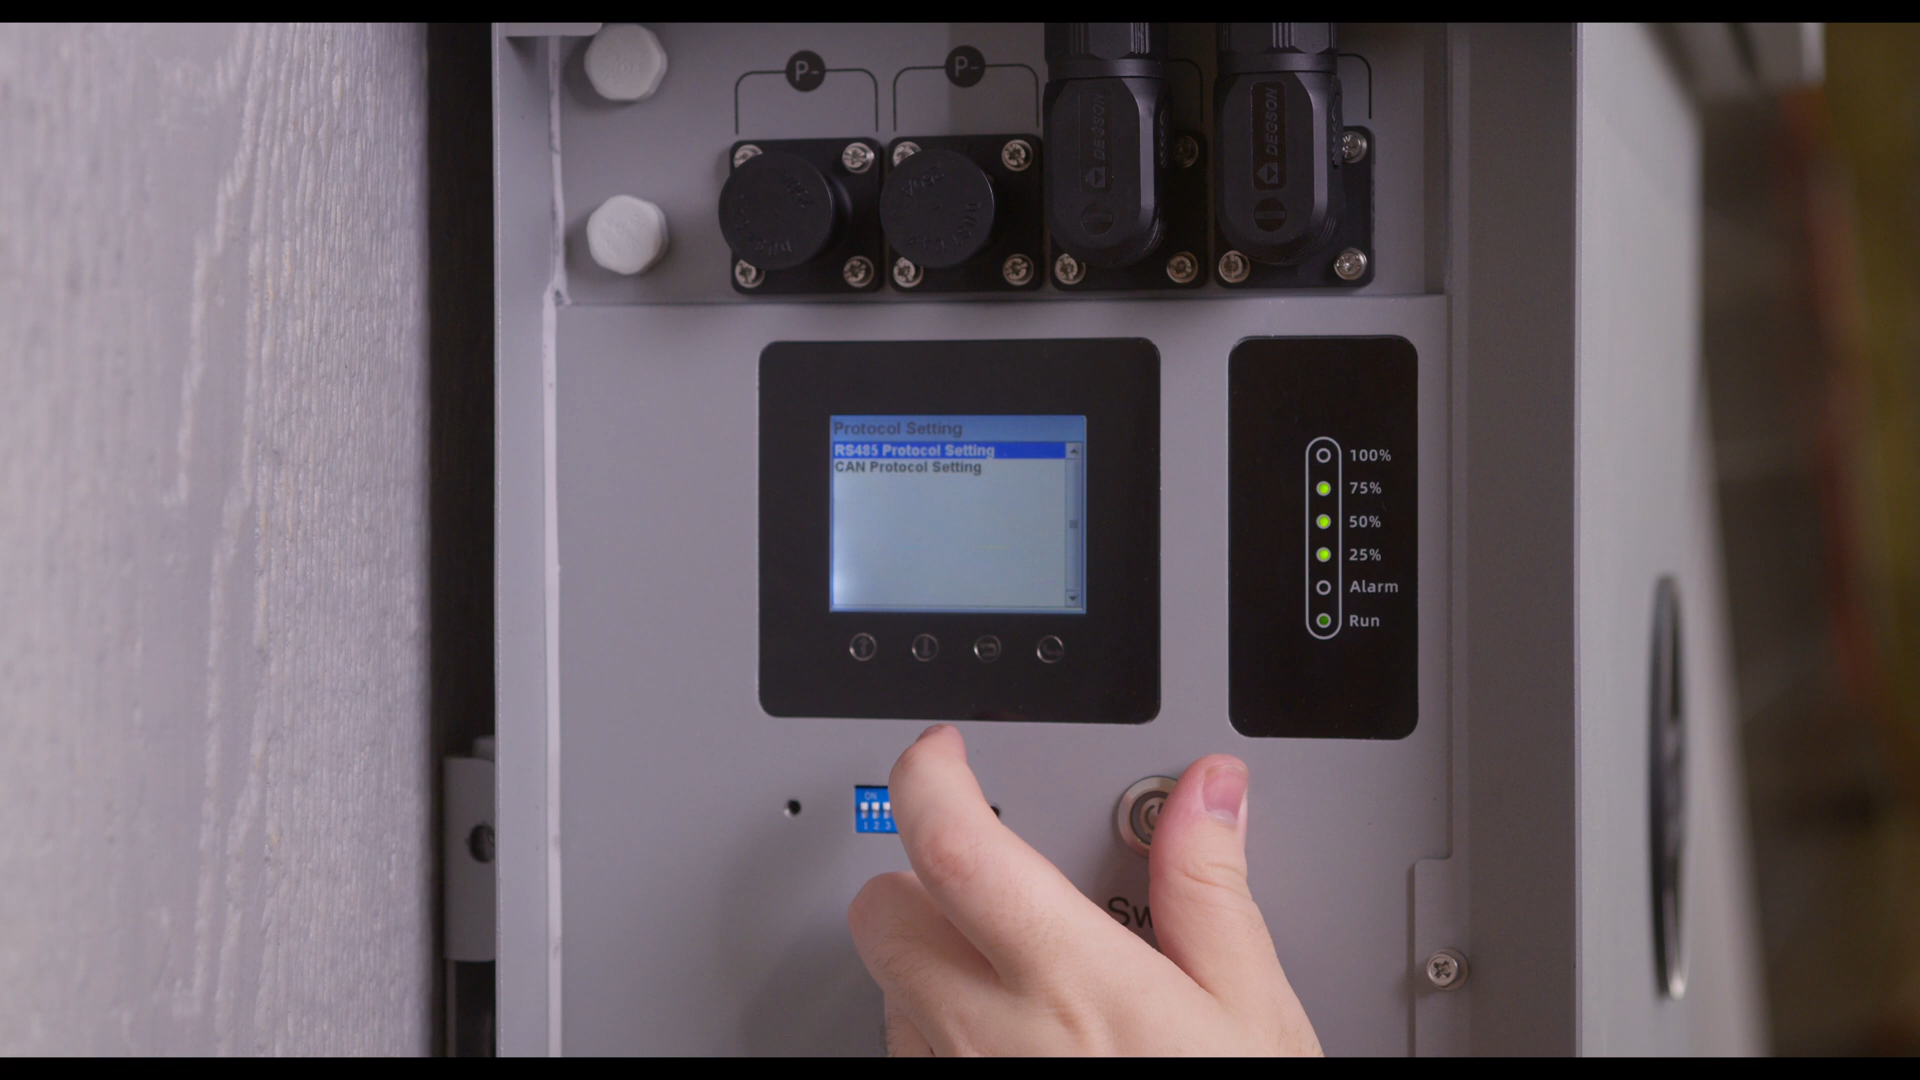 P-
P-
DEGSON
DEGSON
Protocol Setting
RS485 Protocol Setting
CAN Protocol Setting
100%
75%
50%
25%
Alarm
Run
ON
1 2 3
Sw